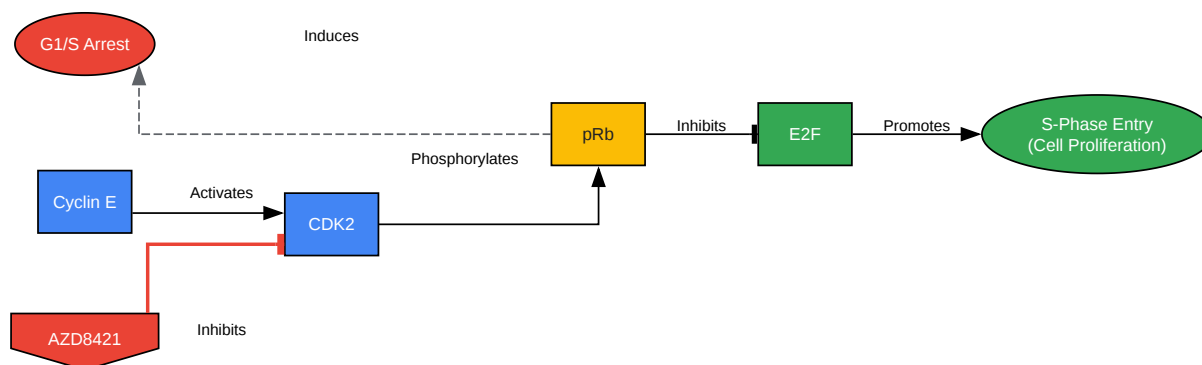 G1/S Arrest
Induces
pRb
Inhibits
E2F
Promotes
S-Phase Entry
(Cell Proliferation)
Phosphorylates
Cyclin E
Activates
CDK2
AZD8421
Inhibits